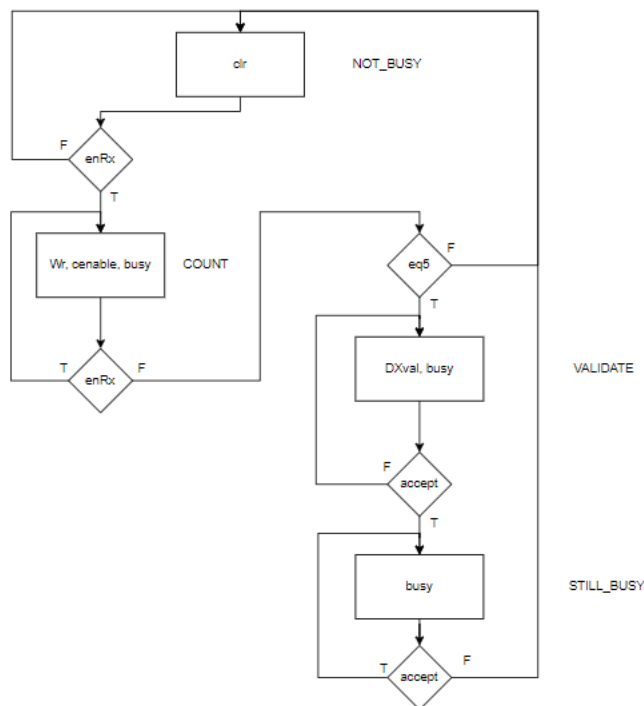 clr
NOT_BUSY
F
enRx
T
Wr, cenable, busy
COUNT
T
enRx
F
eq5
F
T
DXval, busy
VALIDATE
F
accept
T
busy
STILL_BUSY
T
accept
F